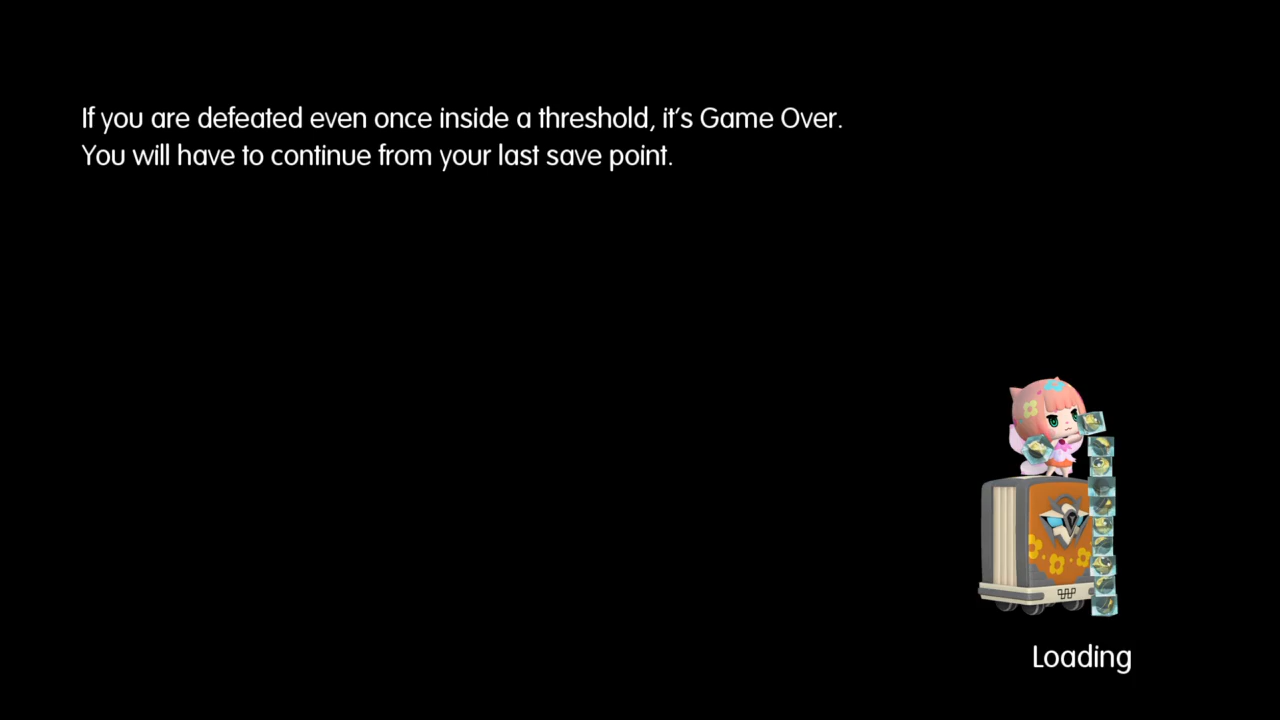 If you are defeated even once inside a threshold, it's Game Over.
You will have to continue from your last save point.
Loading